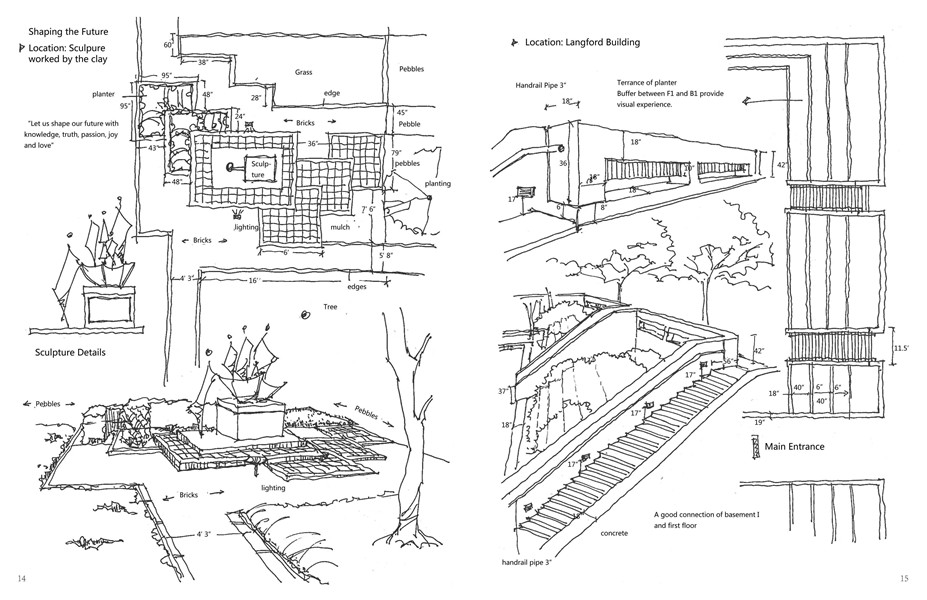 Shaping the Future
Location: Sculpure
worked by the clay
60"
38"
Grass
Pebbles
95"
planter
48"
28"
edge
95"
24"
Bricks
45"
Pebble
"Let us shape our future with
knowledge, truth, passion, joy
and love"
43"
36"
79"
pebbles
Sculp-
ture
48"
planting
7' 6"
lighting
mulch
Bricks
6'
5' 8"
4' 3"
16''
edges
Tree
Sculpture Details
Pebbles
Pebbles
lighting
Bricks
4' 3"
14
Location: Langford Building
Handrail Pipe 3"
Terrance of planter
Buffer between F1 and B1 provide
visual experience.
18"
18"
36
42"
18"
18"
17"
6"
8"
42"
11.5'
36"
17"
37"
40"
6"
6"
18"
40"
17"
18"
19"
Main Entrance
17"
A good connection of basement I
and first floor
concrete
handrail pipe 3"
15